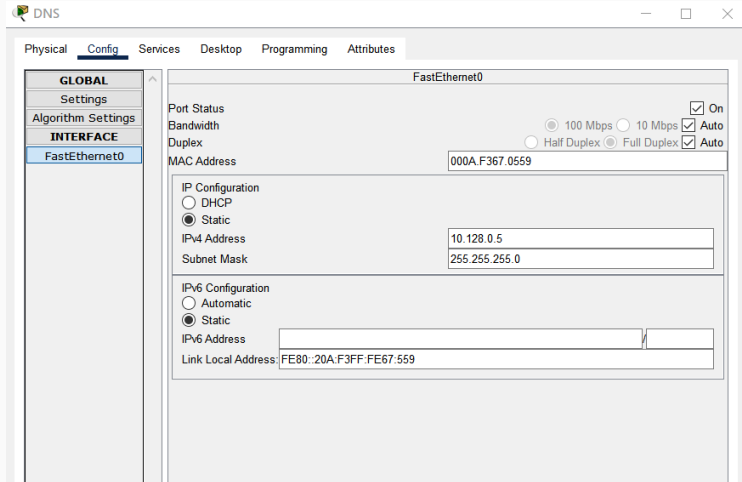 DNS
Physical Config Services Desktop Programming Attributes
GLOBAL
Settings
Algorithm Settings
INTERFACE
FastEthernet0
FastEthernet0
Port Status On
Bandwidth 100 Mbps 10 Mbps Auto
Duplex Half Duplex Full Duplex Auto
MAC Address 000A.F367.0559
IP Configuration
DHCP
Static
IPv4 Address 10.128.0.5
Subnet Mask 255.255.255.0
IPv6 Configuration
Automatic
Static
IPv6 Address /
Link Local Address: FE80::20A:F3FF:FE67:559